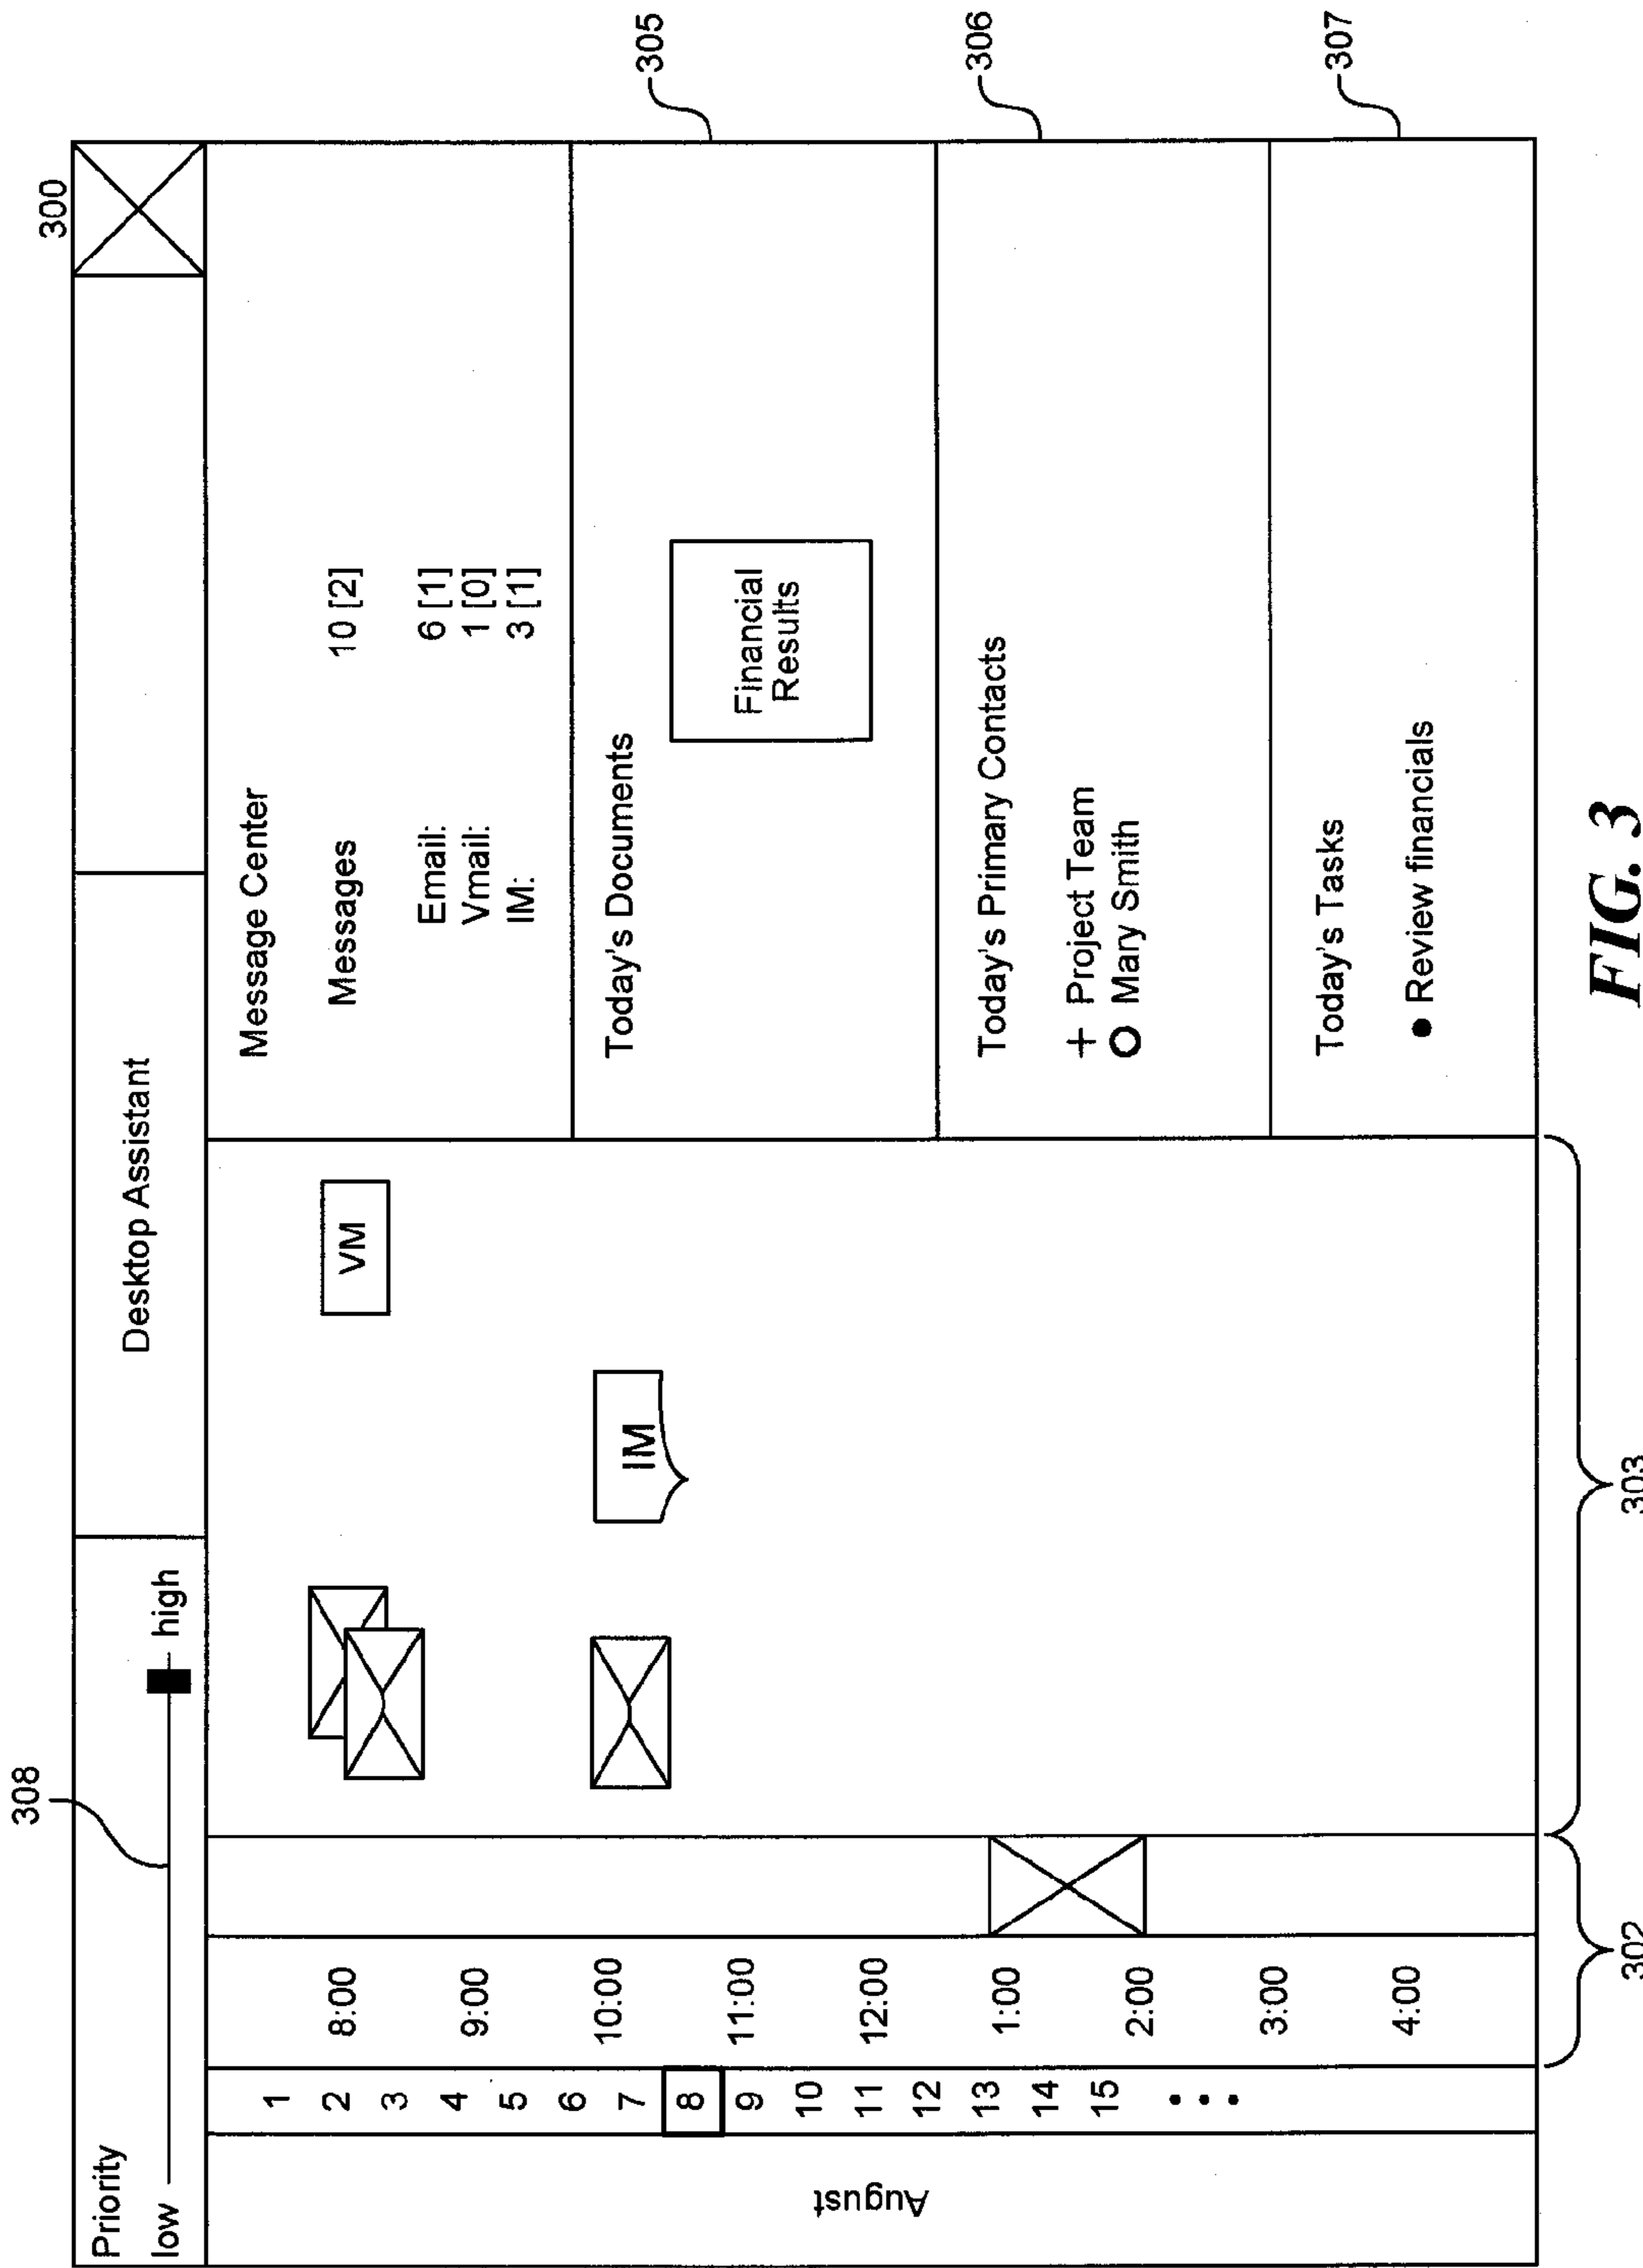 300
308
Priority
low
high
Desktop Assistant
August
1
2
3
4
5
6
7
8
9
10
11
12
13
14
15
8:00
9:00
10:00
11:00
12:00
1:00
2:00
3:00
4:00
VM
IM
Message Center
Messages 10 [2]
Email: 6 [1]
Vmail: 1 [0]
IM: 3 [1]
Today's Documents
Financial
Results
305
Today's Primary Contacts
+ Project Team
O Mary Smith
306
Today's Tasks
• Review financials
307
302
303
FIG. 3